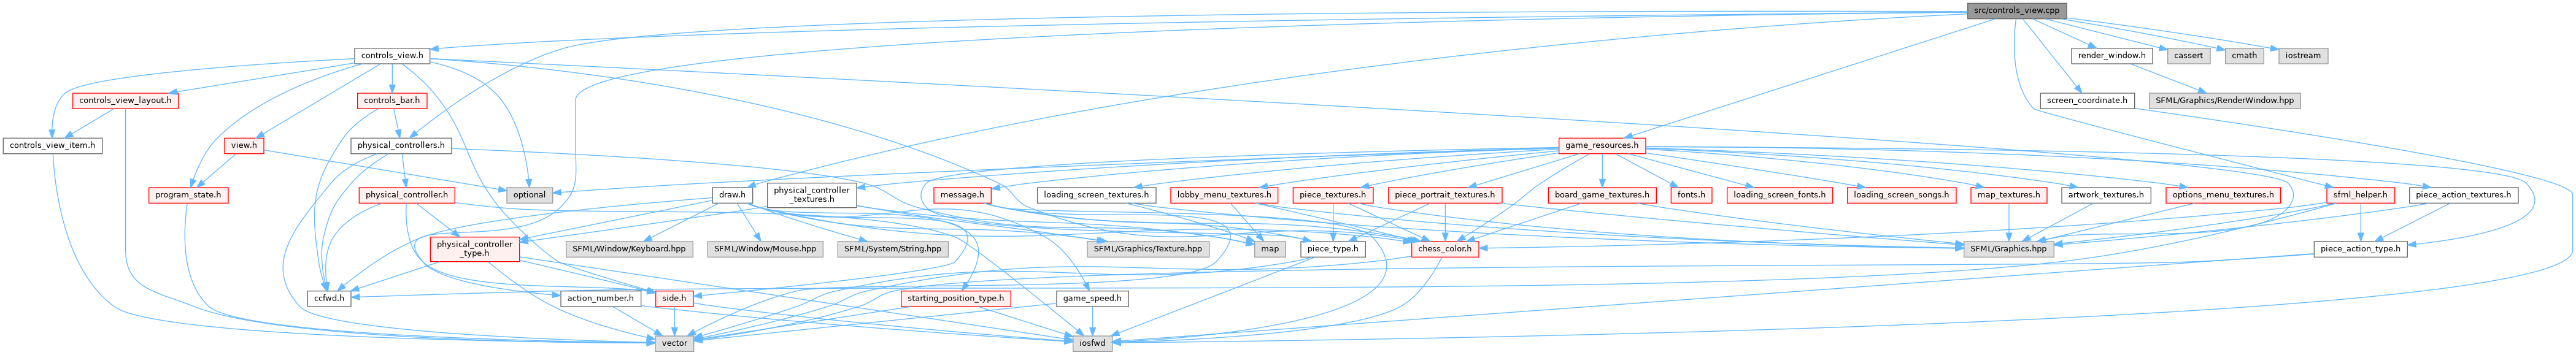 src/controls_view.cpp
controls_view.h
render_window.h
cassert
cmath
iostream
controls_view_layout.h
controls_bar.h
screen_coordinate.h
SFML/Graphics/RenderWindow.hpp
controls_view_item.h
view.h
physical_controllers.h
game_resources.h
program_state.h
physical_controller.h
optional
draw.h
physical_controller
_textures.h
message.h
loading_screen_textures.h
lobby_menu_textures.h
piece_textures.h
piece_portrait_textures.h
board_game_textures.h
fonts.h
loading_screen_fonts.h
loading_screen_songs.h
map_textures.h
artwork_textures.h
options_menu_textures.h
sfml_helper.h
piece_action_textures.h
physical_controller
_type.h
SFML/Window/Keyboard.hpp
SFML/Window/Mouse.hpp
SFML/System/String.hpp
SFML/Graphics/Texture.hpp
map
piece_type.h
chess_color.h
SFML/Graphics.hpp
piece_action_type.h
ccfwd.h
action_number.h
side.h
starting_position_type.h
game_speed.h
vector
iosfwd